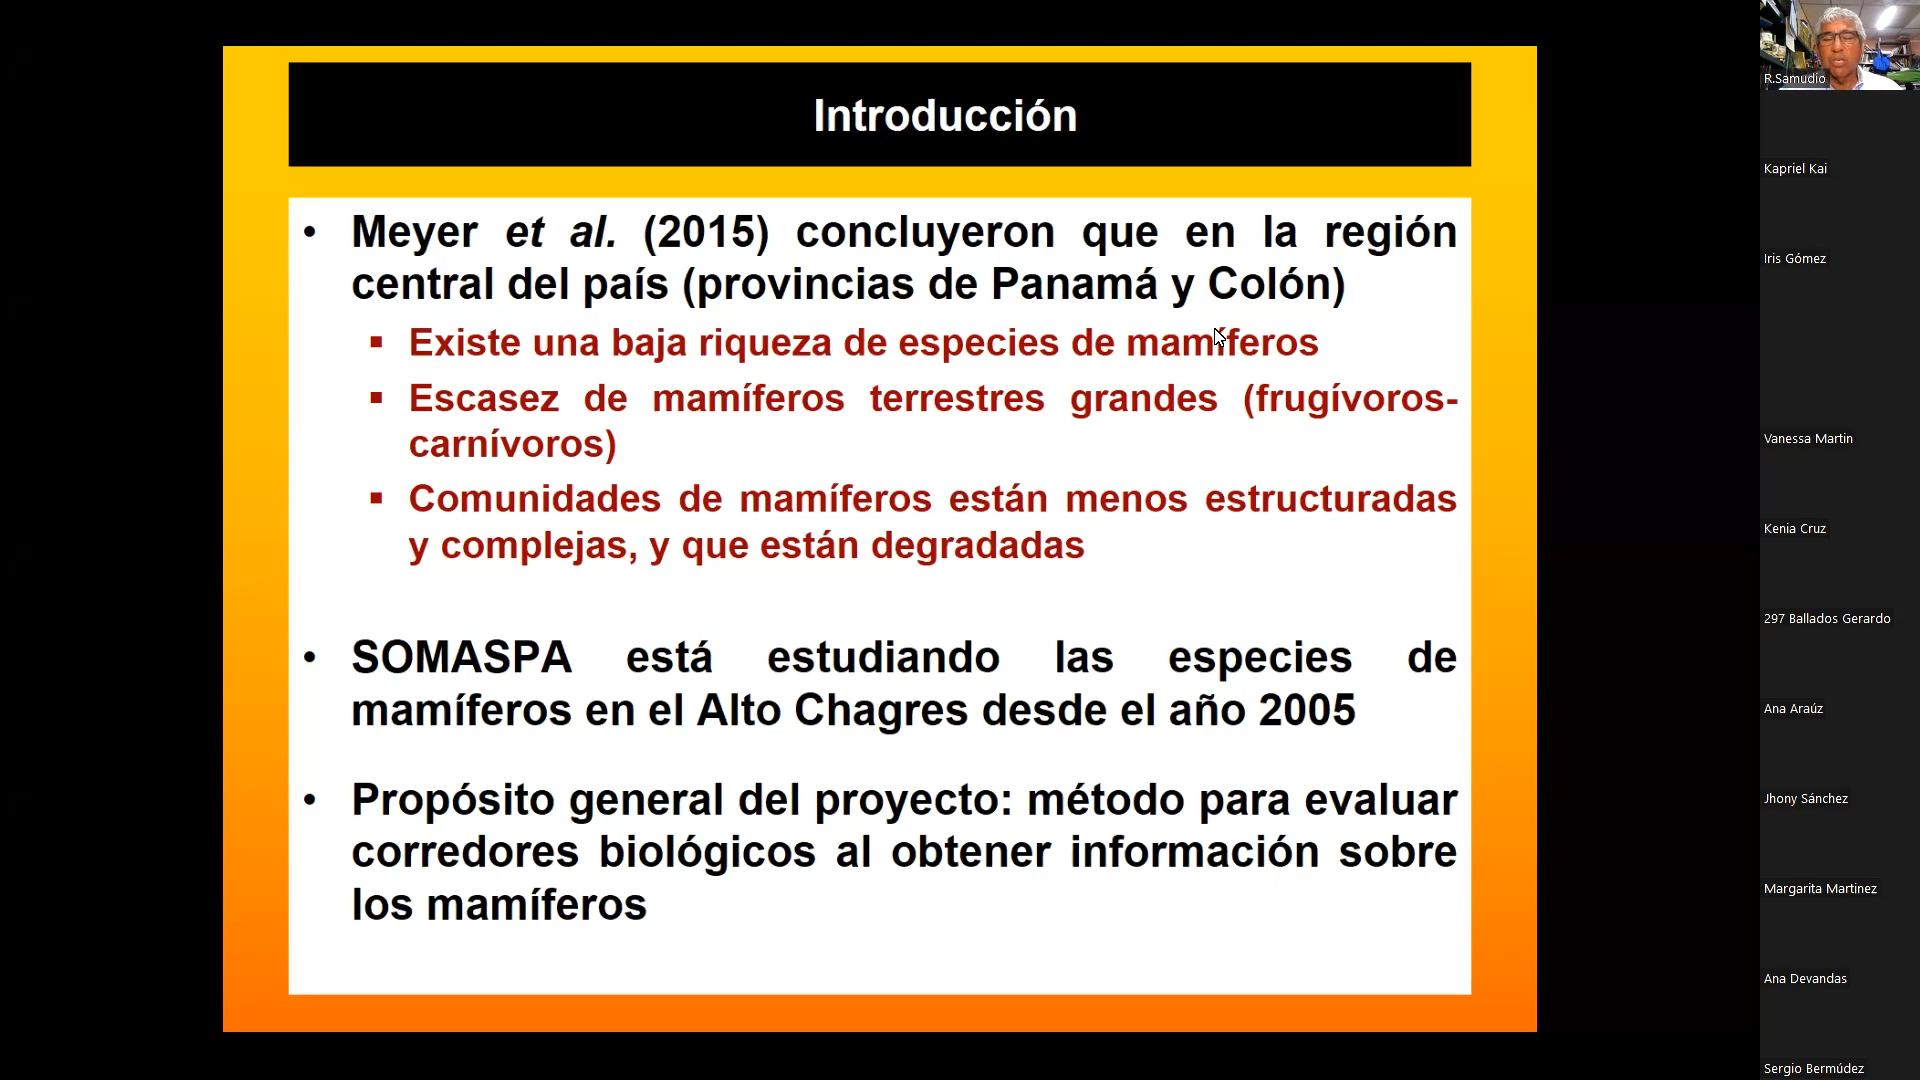 Introducción
• Meyer et al. (2015) concluyeron que en la región
central del país (provincias de Panamá y Colón)
▪ Existe una baja riqueza de especies de mamíferos
▪ Escasez de mamíferos terrestres grandes (frugívoros-
carnívoros)
▪ Comunidades de mamíferos están menos estructuradas
y complejas, y que están degradadas
• SOMASPA está estudiando las especies de
mamíferos en el Alto Chagres desde el año 2005
• Propósito general del proyecto: método para evaluar
corredores biológicos al obtener información sobre
los mamíferos
R.Samudio
Kapriel Kai
Iris Gómez
Vanessa Martin
Kenia Cruz
297 Ballados Gerardo
Ana Araúz
Jhony Sánchez
Margarita Martinez
Ana Devandas
Sergio Bermúdez